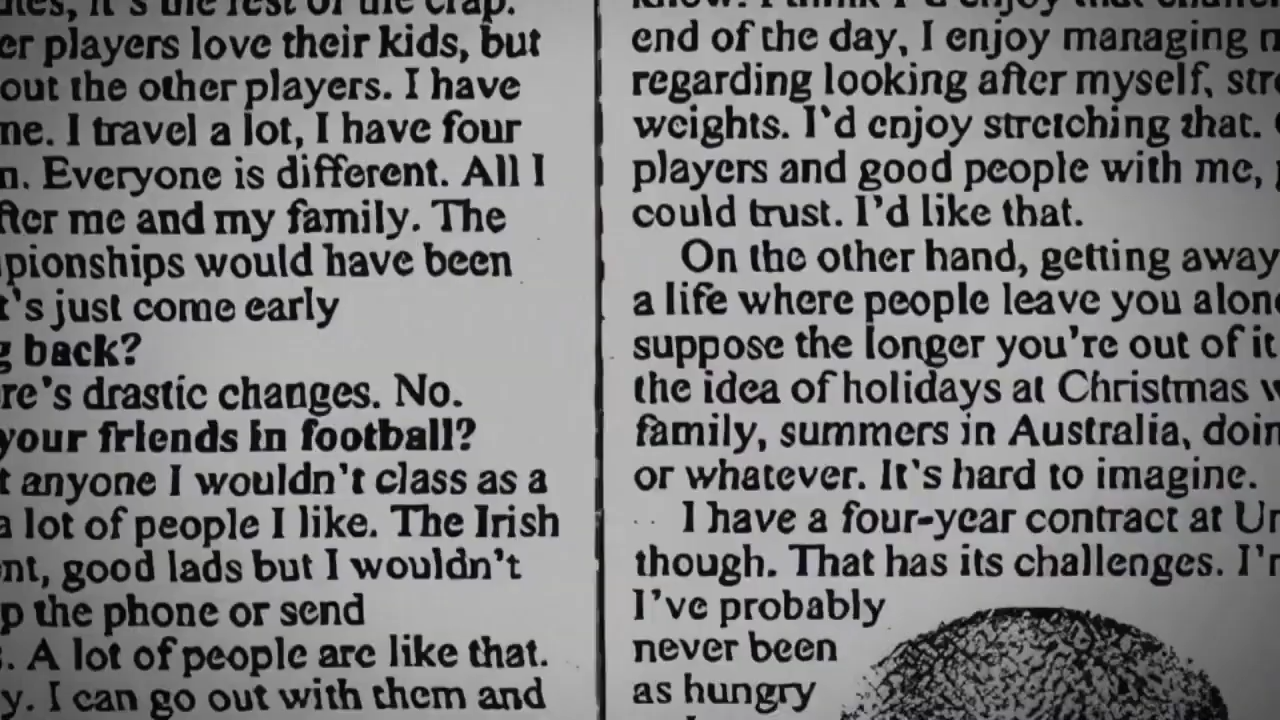 it's the rest of the crap.
er players love their kids, but
out the other players. I have
me. I travel a lot, I have four
n. Everyone is different. All I
fter me and my family. The
pionships would have been
t's just come early
g back?
re's drastic changes. No.
your friends in football?
t anyone I wouldn't class as a
a lot of people I like. The Irish
nt, good lads but I wouldn't
p the phone or send
s. A lot of people are like that.
y. I can go out with them and
know. I think I'd enjoy that
end of the day, I enjoy managing m
regarding looking after myself, stre
weights. I'd enjoy stretching that.
players and good people with me, p
could trust. I'd like that.
On the other hand, getting away
a life where people leave you alone
suppose the longer you're out of it
the idea of holidays at Christmas w
family, summers in Australia, doin
or whatever. It's hard to imagine.
I have a four-year contract at Un
though. That has its challenges. I'm
I've probably
never been
as hungry